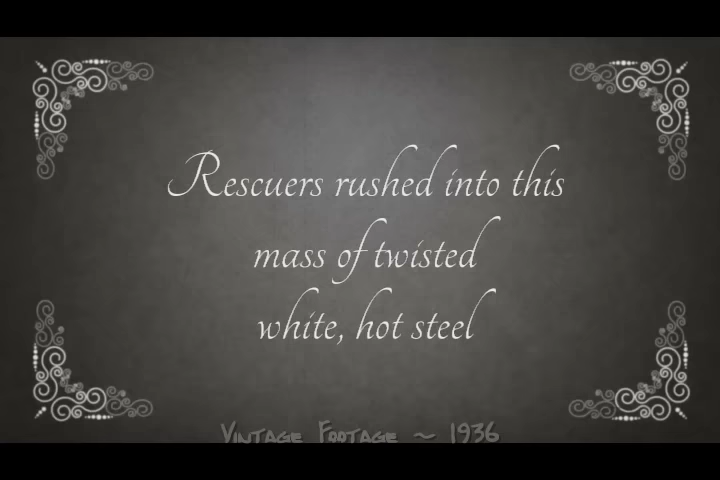 Rescuers rushed into this
mass of twisted
white, hot steel
Vintage Footage ~ 1936